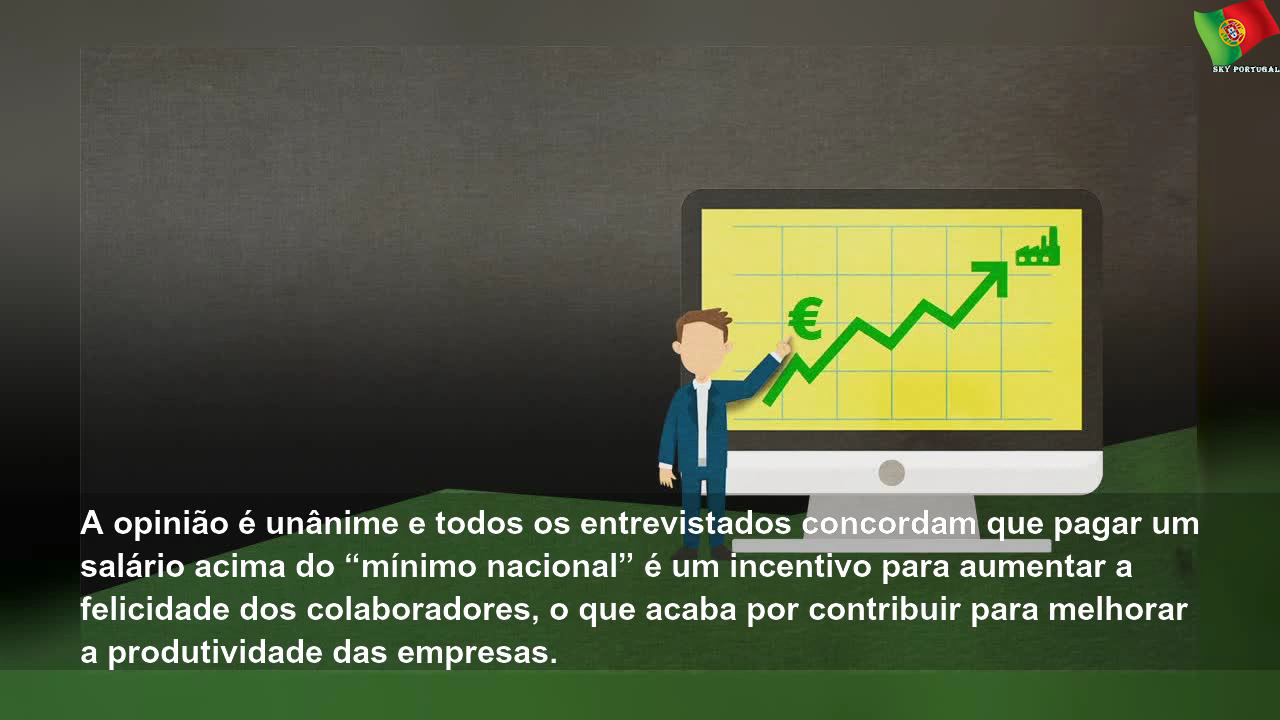 SKY PORTUGAL
€
A opinião é unânime e todos os entrevistados concordam que pagar um
salário acima do “mínimo nacional” é um incentivo para aumentar a
felicidade dos colaboradores, o que acaba por contribuir para melhorar
a produtividade das empresas.